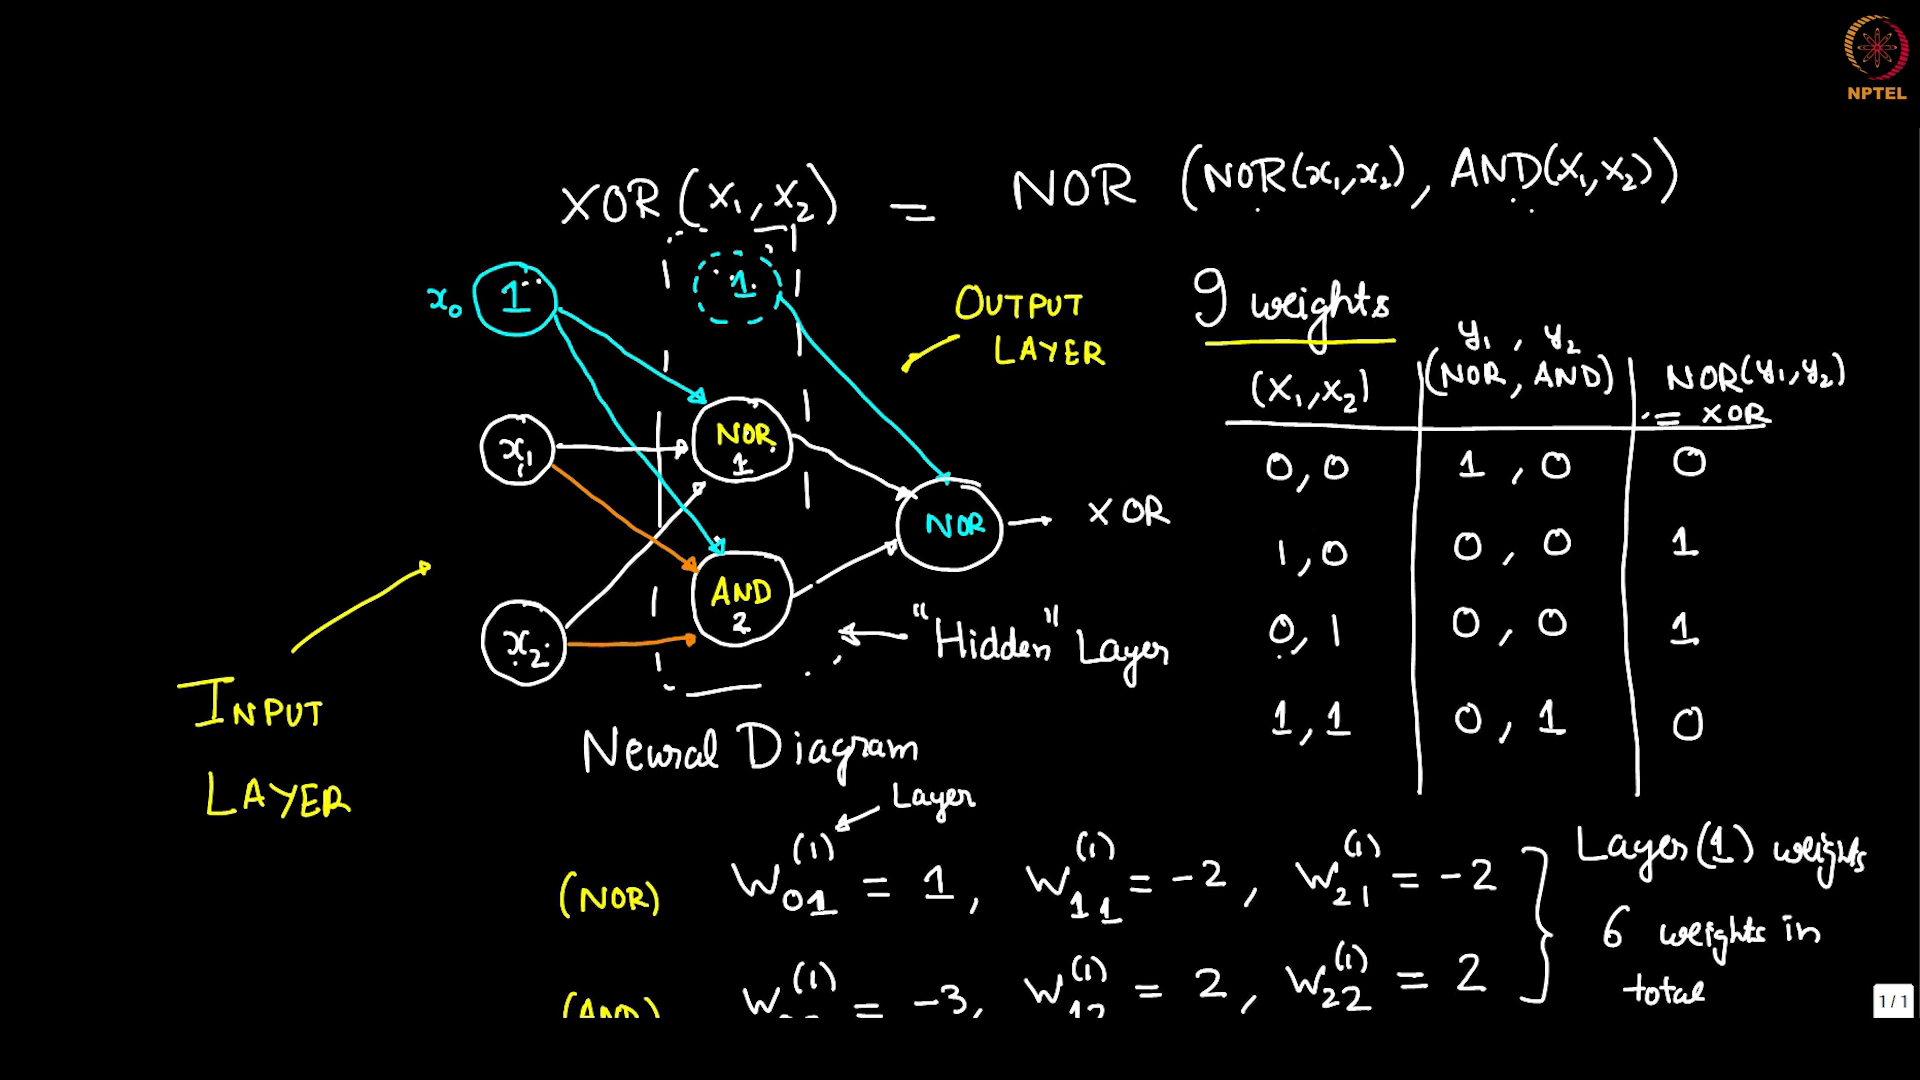 NPTEL
XOR(X₁,X₂) = NOR (NOR(x₁,x₂), AND(X₁,X₂))
x₀ 1
1
OUTPUT
LAYER
9 weights
x₁
NOR
1
x₂
AND
2
NOR → XOR
"Hidden" Layer
INPUT
LAYER
Neural Diagram
y₁, y₂
(X₁,X₂) (NOR, AND) NOR(y₁,y₂)
= XOR
0,0 1,0 0
1,0 0,0 1
0,1 0,0 1
1,1 0,1 0
Layer
(NOR) W₀₁⁽¹⁾ = 1, W₁₁⁽¹⁾ = -2, W₂₁⁽¹⁾ = -2
(AND) W⁽¹⁾ = -3, W₁₂⁽¹⁾ = 2, W₂₂⁽¹⁾ = 2
Layer (1) weights
6 weights in
total
1/1